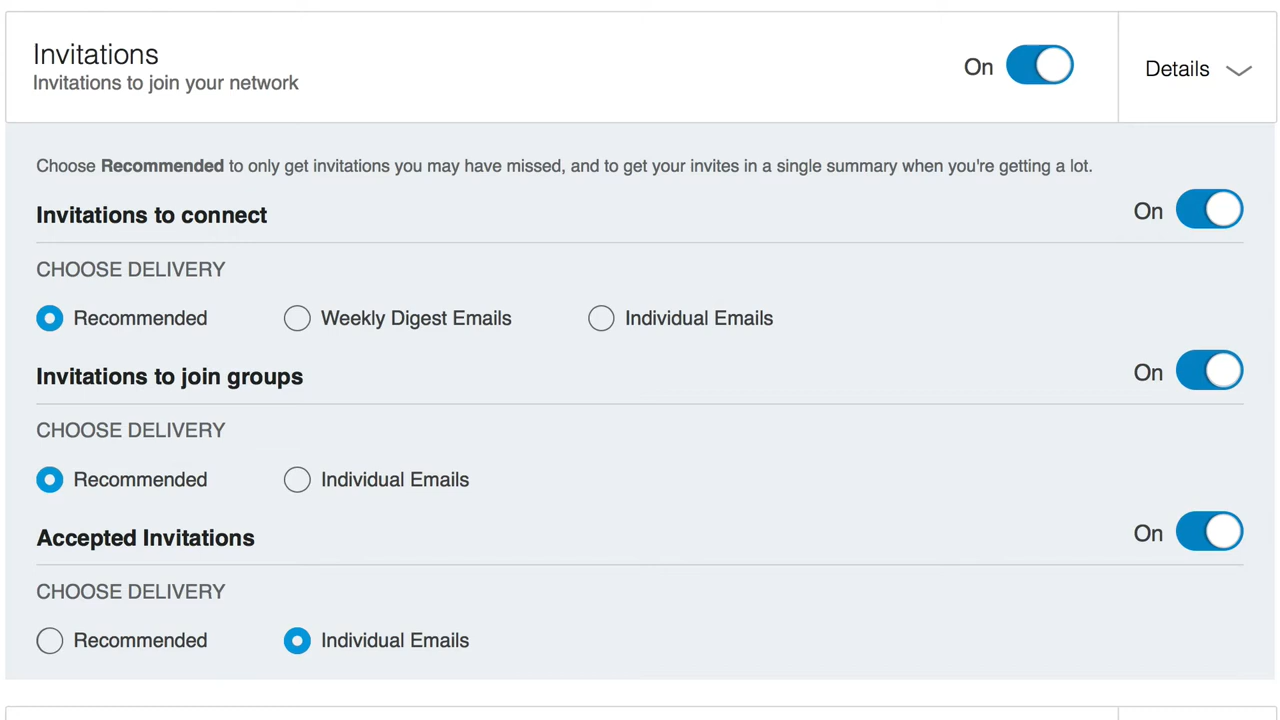 Invitations
Invitations to join your network
On
Details
Choose Recommended to only get invitations you may have missed, and to get your invites in a single summary when you're getting a lot.
Invitations to connect
On
CHOOSE DELIVERY
Recommended Weekly Digest Emails Individual Emails
Invitations to join groups
On
CHOOSE DELIVERY
Recommended Individual Emails
Accepted Invitations
On
CHOOSE DELIVERY
Recommended Individual Emails